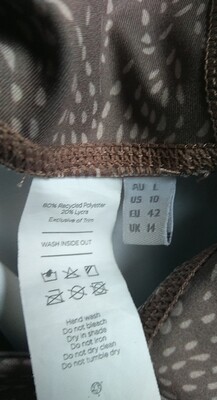 80% Recycled Polyester
20% Lycra
Exclusive of Trim
WASH INSIDE OUT
Hand wash
Do not bleach
Dry in shade
Do not iron
Do not dry clean
Do not tumble dry
AU L
US 10
EU 42
UK 14